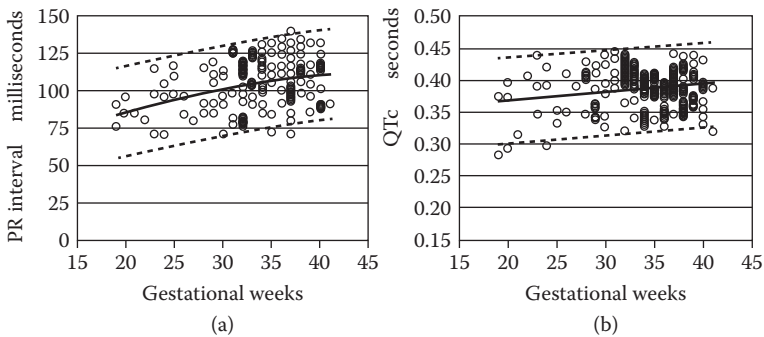 PR interval milliseconds
150
125
100
75
50
25
0
15 20 25 30 35 40 45
Gestational weeks
(a)
QTc seconds
0.50
0.45
0.40
0.35
0.30
0.25
0.20
0.15
15 20 25 30 35 40 45
Gestational weeks
(b)